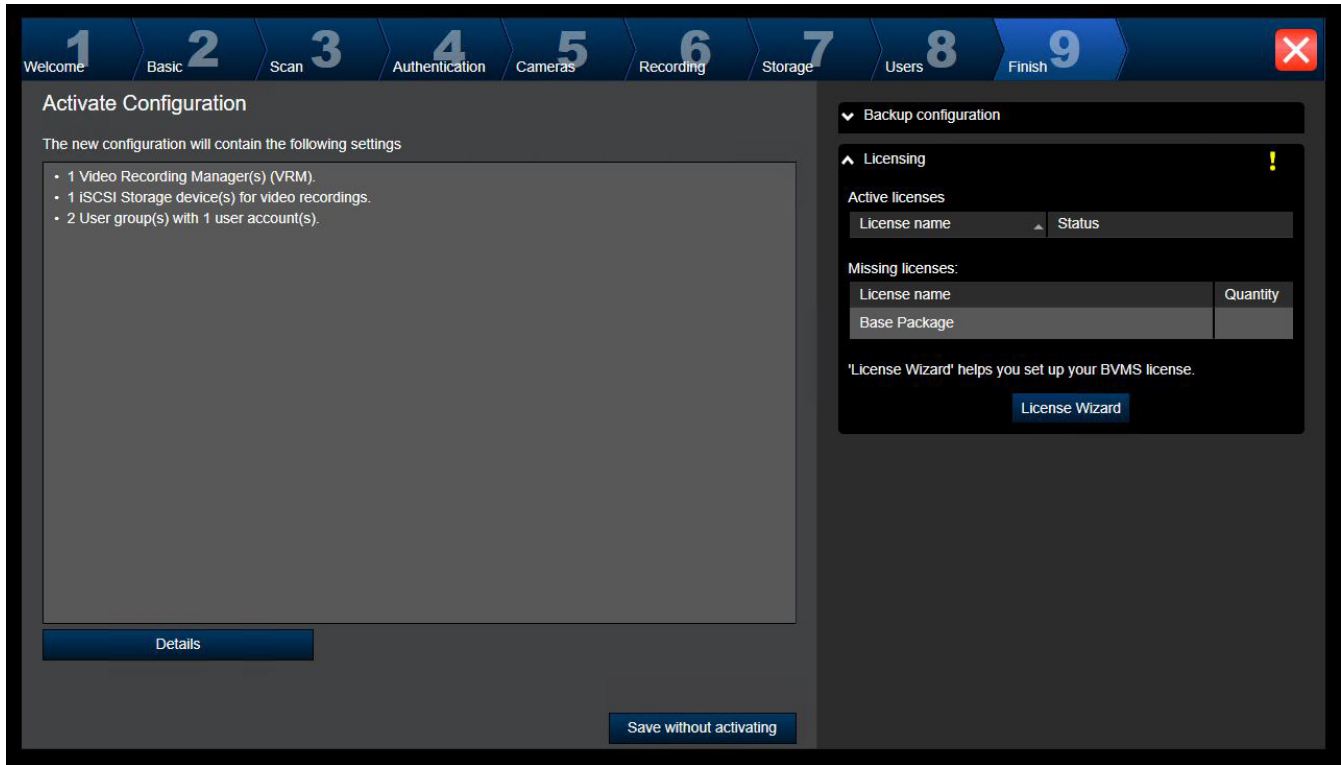 1 Welcome
2 Basic
3 Scan
4 Authentication
5 Cameras
6 Recording
7 Storage
8 Users
9 Finish
Activate Configuration
The new configuration will contain the following settings
• 1 Video Recording Manager(s) (VRM).
• 1 iSCSI Storage device(s) for video recordings.
• 2 User group(s) with 1 user account(s).
Details
Save without activating
Backup configuration
Licensing !
Active licenses
License name Status
Missing licenses:
License name Quantity
Base Package
'License Wizard' helps you set up your BVMS license.
License Wizard